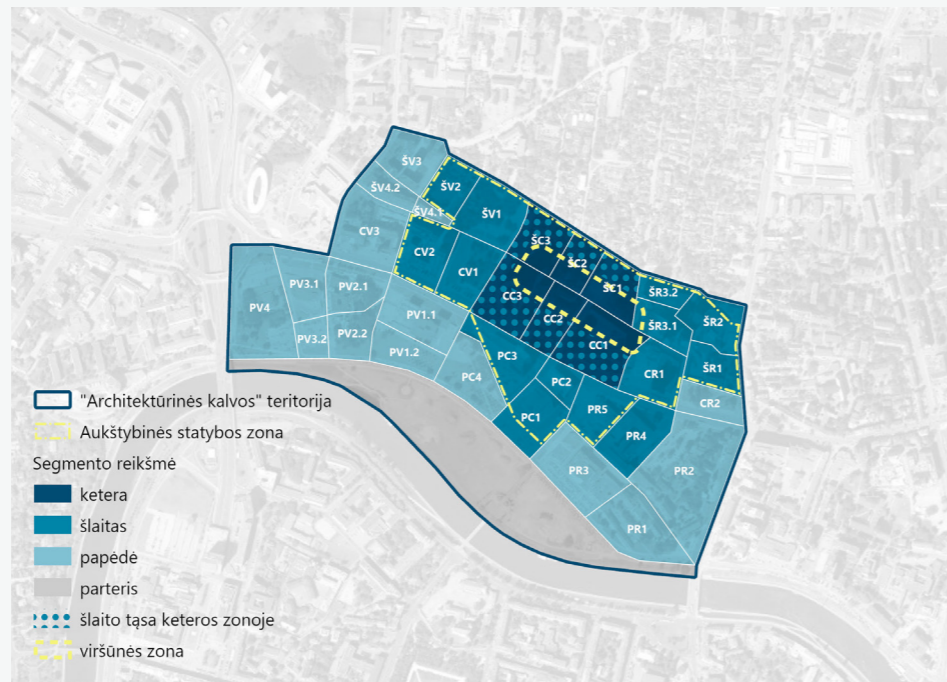 ŠV3
ŠV4.2
ŠV2
ŠV4.1
ŠV1
CV3
CV2
CV1
ŠC3
ŠC2
ŠC1
ŠR3.2
ŠR2
ŠR3.1
ŠR1
CC3
CC2
CC1
CR1
CR2
PV4
PV3.1
PV2.1
PV3.2
PV2.2
PV1.1
PV1.2
PC4
PC3
PC2
PC1
PR5
PR4
PR3
PR2
PR1
"Architektūrinės kalvos" teritorija
Aukštybinės statybos zona
Segmento reikšmė
ketera
šlaitas
papėdė
parteris
šlaito tąsa keteros zonoje
viršūnės zona